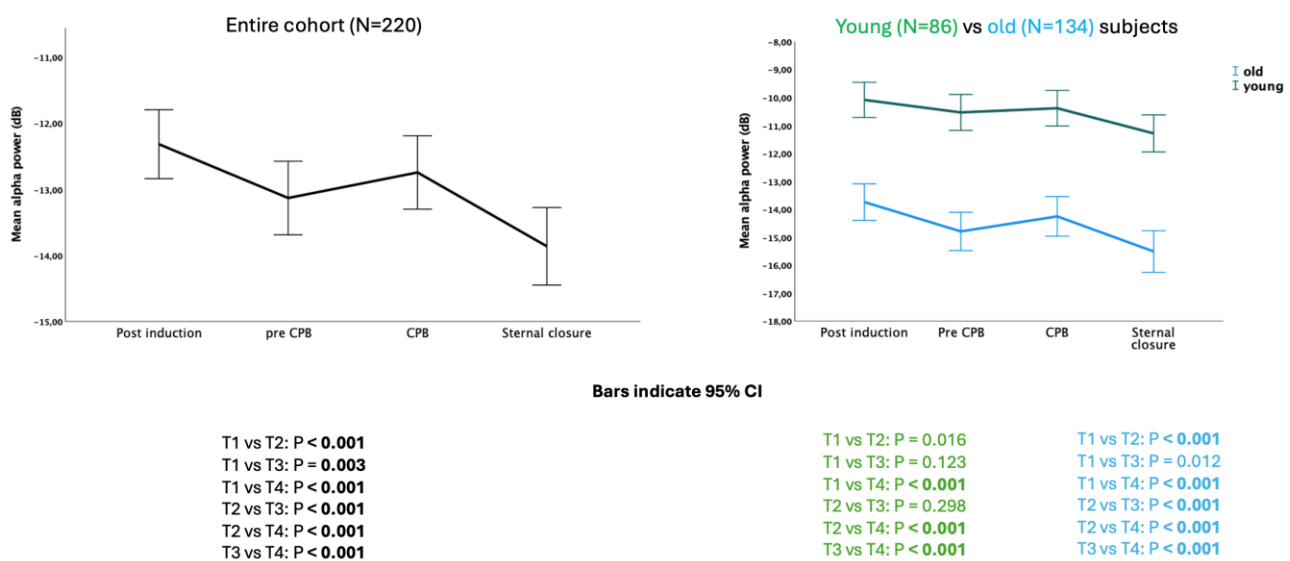 Entire cohort (N=220)
Mean alpha power (dB)
-11,00
-12,00
-13,00
-14,00
-15,00
Post induction
pre CPB
CPB
Sternal closure
Young (N=86) vs old (N=134) subjects
Mean alpha power (dB)
-8,00
-9,00
-10,00
-11,00
-12,00
-13,00
-14,00
-15,00
-16,00
-17,00
-18,00
Post induction
Pre CPB
CPB
Sternal
closure
old
young
Bars indicate 95% CI
T1 vs T2: P < 0.001
T1 vs T3: P = 0.003
T1 vs T4: P < 0.001
T2 vs T3: P < 0.001
T2 vs T4: P < 0.001
T3 vs T4: P < 0.001
T1 vs T2: P = 0.016
T1 vs T3: P = 0.123
T1 vs T4: P < 0.001
T2 vs T3: P = 0.298
T2 vs T4: P < 0.001
T3 vs T4: P < 0.001
T1 vs T2: P < 0.001
T1 vs T3: P = 0.012
T1 vs T4: P < 0.001
T2 vs T3: P < 0.001
T2 vs T4: P < 0.001
T3 vs T4: P < 0.001